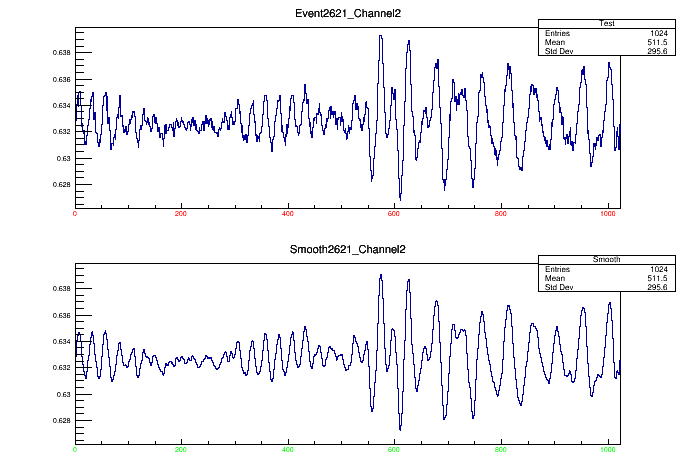 Event2621_Channel2
Test
Entries 1024
Mean 511.5
Std Dev 295.6
0.638
0.636
0.634
0.632
0.63
0.628
0 200 400 600 800 1000
Smooth2621_Channel2
Smooth
Entries 1024
Mean 511.5
Std Dev 295.6
0.638
0.636
0.634
0.632
0.63
0.628
0 200 400 600 800 1000